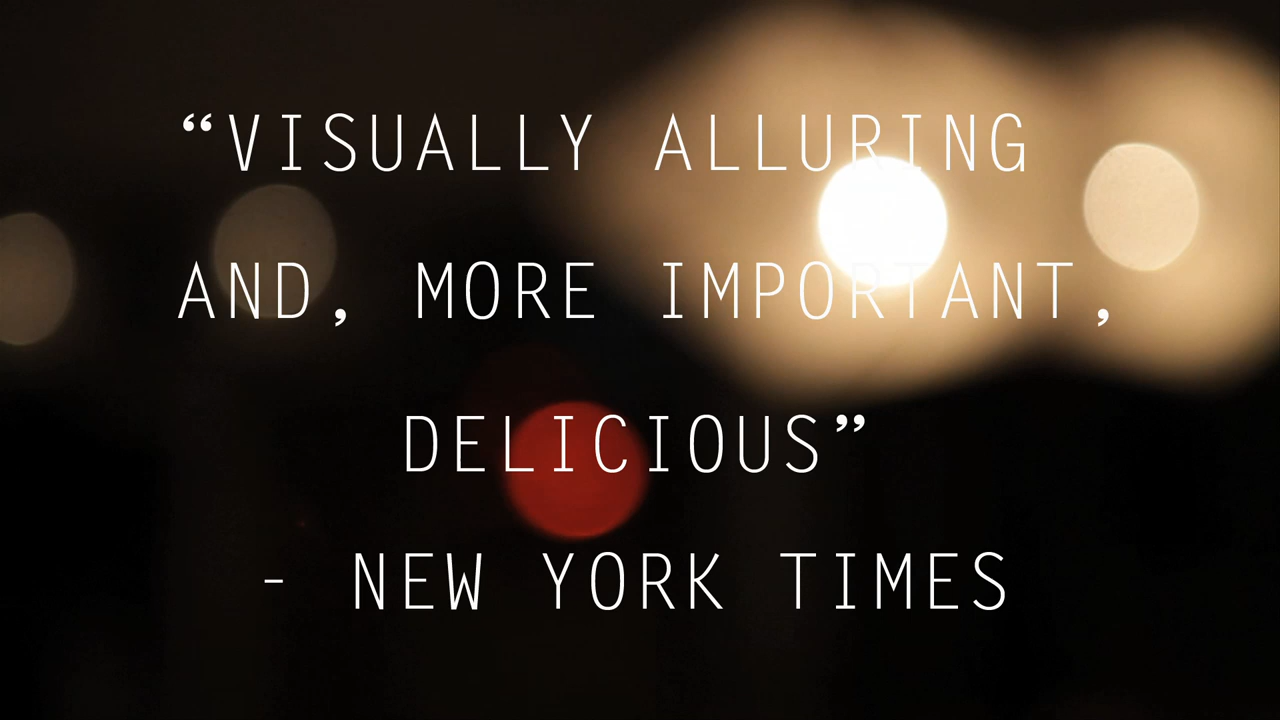 “VISUALLY ALLURING
AND, MORE IMPORTANT,
DELICIOUS”
- NEW YORK TIMES